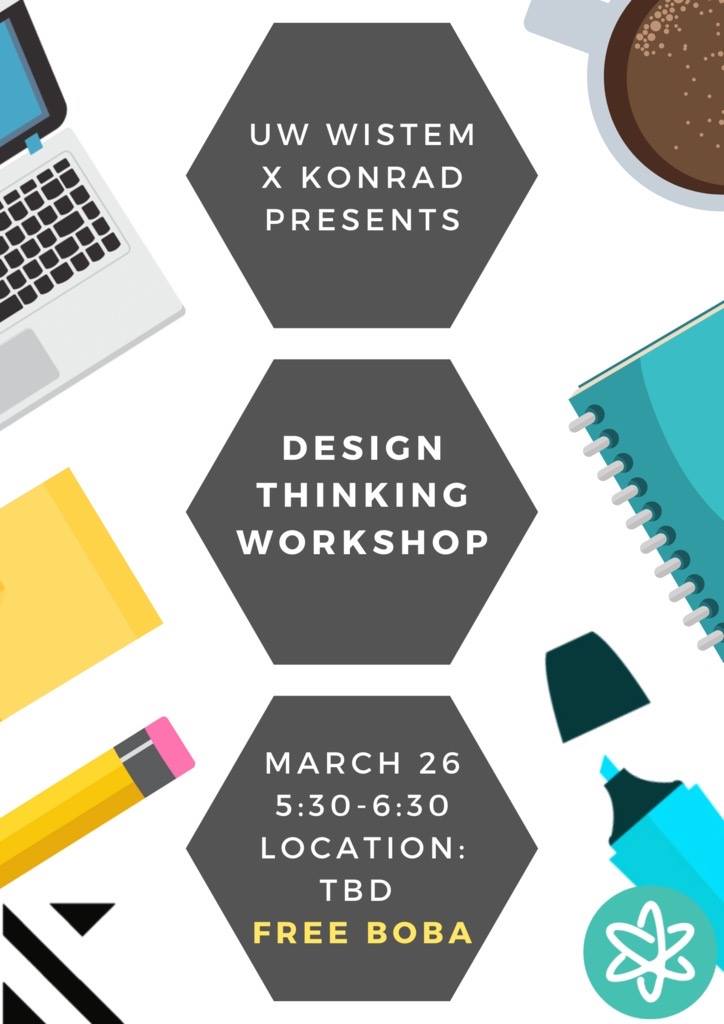 UW WISTEM
X KONRAD
PRESENTS
DESIGN
THINKING
WORKSHOP
MARCH 26
5:30-6:30
LOCATION:
TBD
FREE BOBA